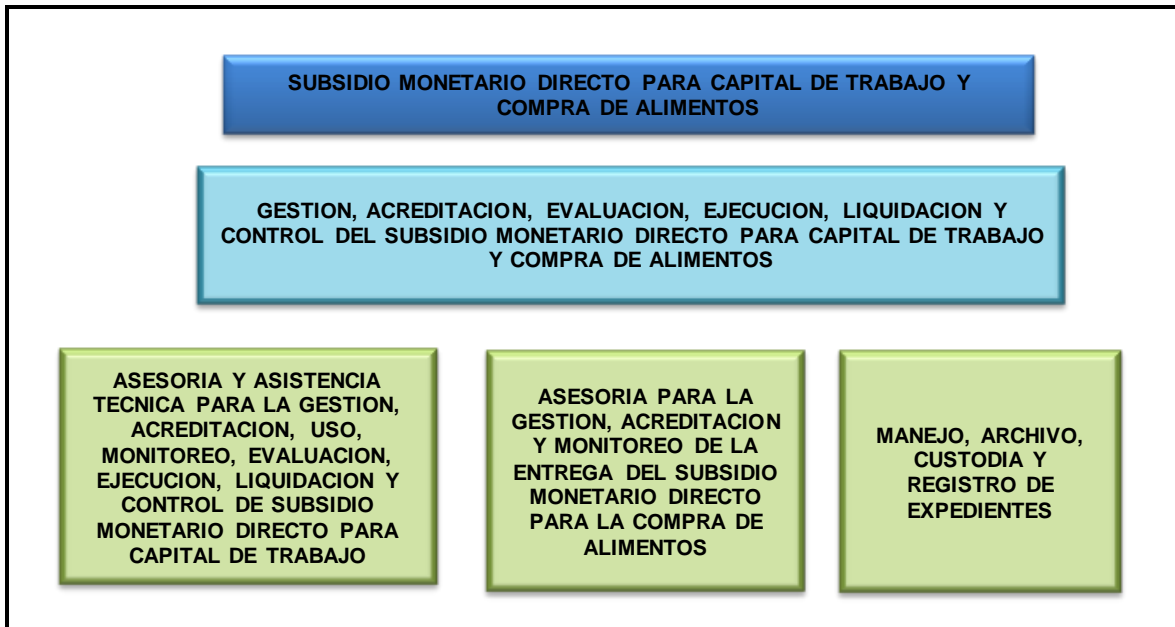 SUBSIDIO MONETARIO DIRECTO PARA CAPITAL DE TRABAJO Y
COMPRA DE ALIMENTOS
GESTION, ACREDITACION, EVALUACION, EJECUCION, LIQUIDACION Y
CONTROL DEL SUBSIDIO MONETARIO DIRECTO PARA CAPITAL DE TRABAJO
Y COMPRA DE ALIMENTOS
ASESORIA Y ASISTENCIA
TECNICA PARA LA GESTION,
ACREDITACION, USO,
MONITOREO, EVALUACION,
EJECUCION, LIQUIDACION Y
CONTROL DE SUBSIDIO
MONETARIO DIRECTO PARA
CAPITAL DE TRABAJO
ASESORIA PARA LA
GESTION, ACREDITACION
Y MONITOREO DE LA
ENTREGA DEL SUBSIDIO
MONETARIO DIRECTO
PARA LA COMPRA DE
ALIMENTOS
MANEJO, ARCHIVO,
CUSTODIA Y
REGISTRO DE
EXPEDIENTES